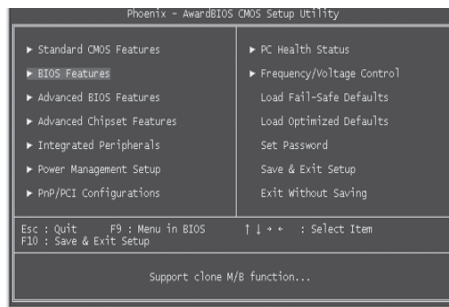 Phoenix - AwardBIOS CMOS Setup Utility
▶ Standard CMOS Features
▶ BIOS Features
▶ Advanced BIOS Features
▶ Advanced Chipset Features
▶ Integrated Peripherals
▶ Power Management Setup
▶ PnP/PCI Configurations
▶ PC Health Status
▶ Frequency/Voltage Control
Load Fail-Safe Defaults
Load Optimized Defaults
Set Password
Save & Exit Setup
Exit Without Saving
Esc : Quit F9 : Menu in BIOS ↑ ↓ → ← : Select Item
F10 : Save & Exit Setup
Support clone M/B function...